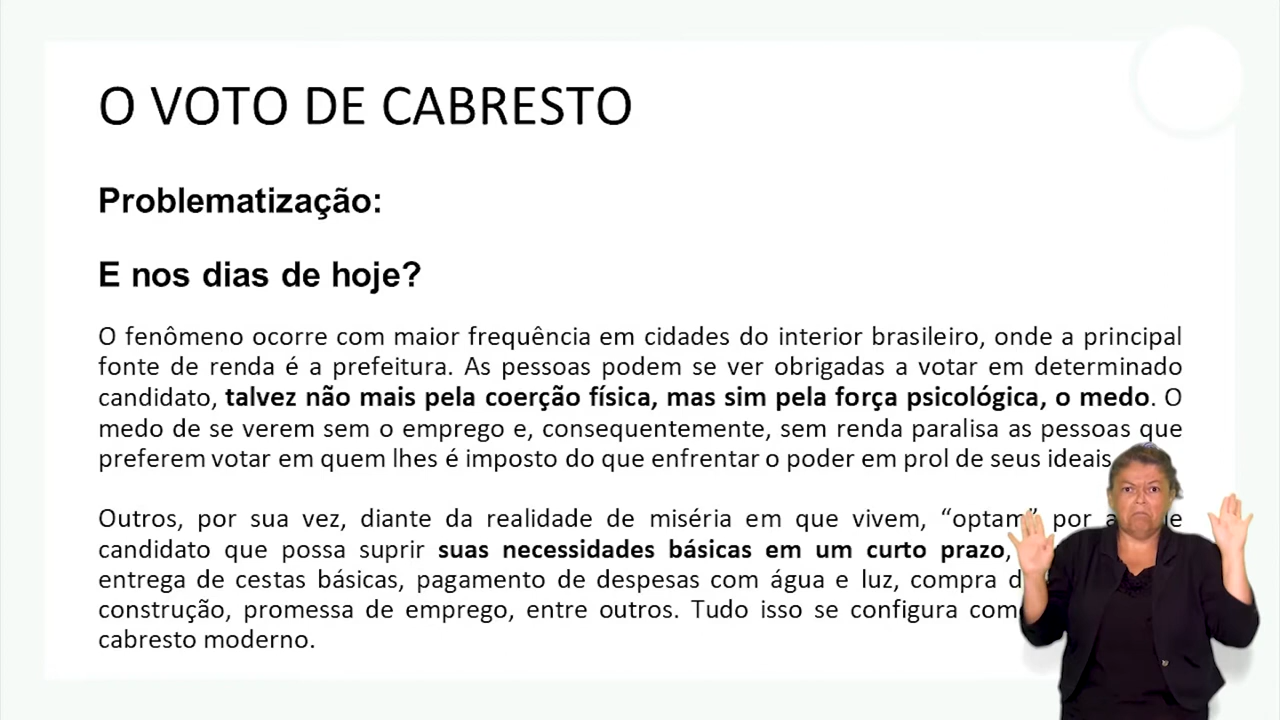 O VOTO DE CABRESTO
Problematização:
E nos dias de hoje?
O fenômeno ocorre com maior frequência em cidades do interior brasileiro, onde a principal
fonte de renda é a prefeitura. As pessoas podem se ver obrigadas a votar em determinado
candidato, talvez não mais pela coerção física, mas sim pela força psicológica, o medo. O
medo de se verem sem o emprego e, consequentemente, sem renda paralisa as pessoas que
preferem votar em quem lhes é imposto do que enfrentar o poder em prol de seus ideais
Outros, por sua vez, diante da realidade de miséria em que vivem, “optam” por
candidato que possa suprir suas necessidades básicas em um curto prazo,
entrega de cestas básicas, pagamento de despesas com água e luz, compra
construção, promessa de emprego, entre outros. Tudo isso se configura
cabresto moderno.